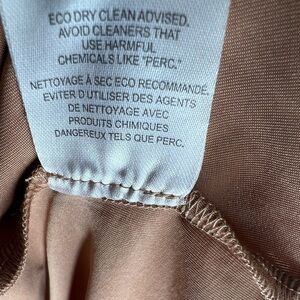 ECO DRY CLEAN ADVISED.
AVOID CLEANERS THAT
USE HARMFUL
CHEMICALS LIKE "PERC."
NETTOYAGE À SEC ECO RECOMMANDÉ.
EVITER D'UTILISER DES AGENTS
DE NETTOYAGE AVEC
PRODUITS CHIMIQUES
DANGEREUX TELS QUE PERC.